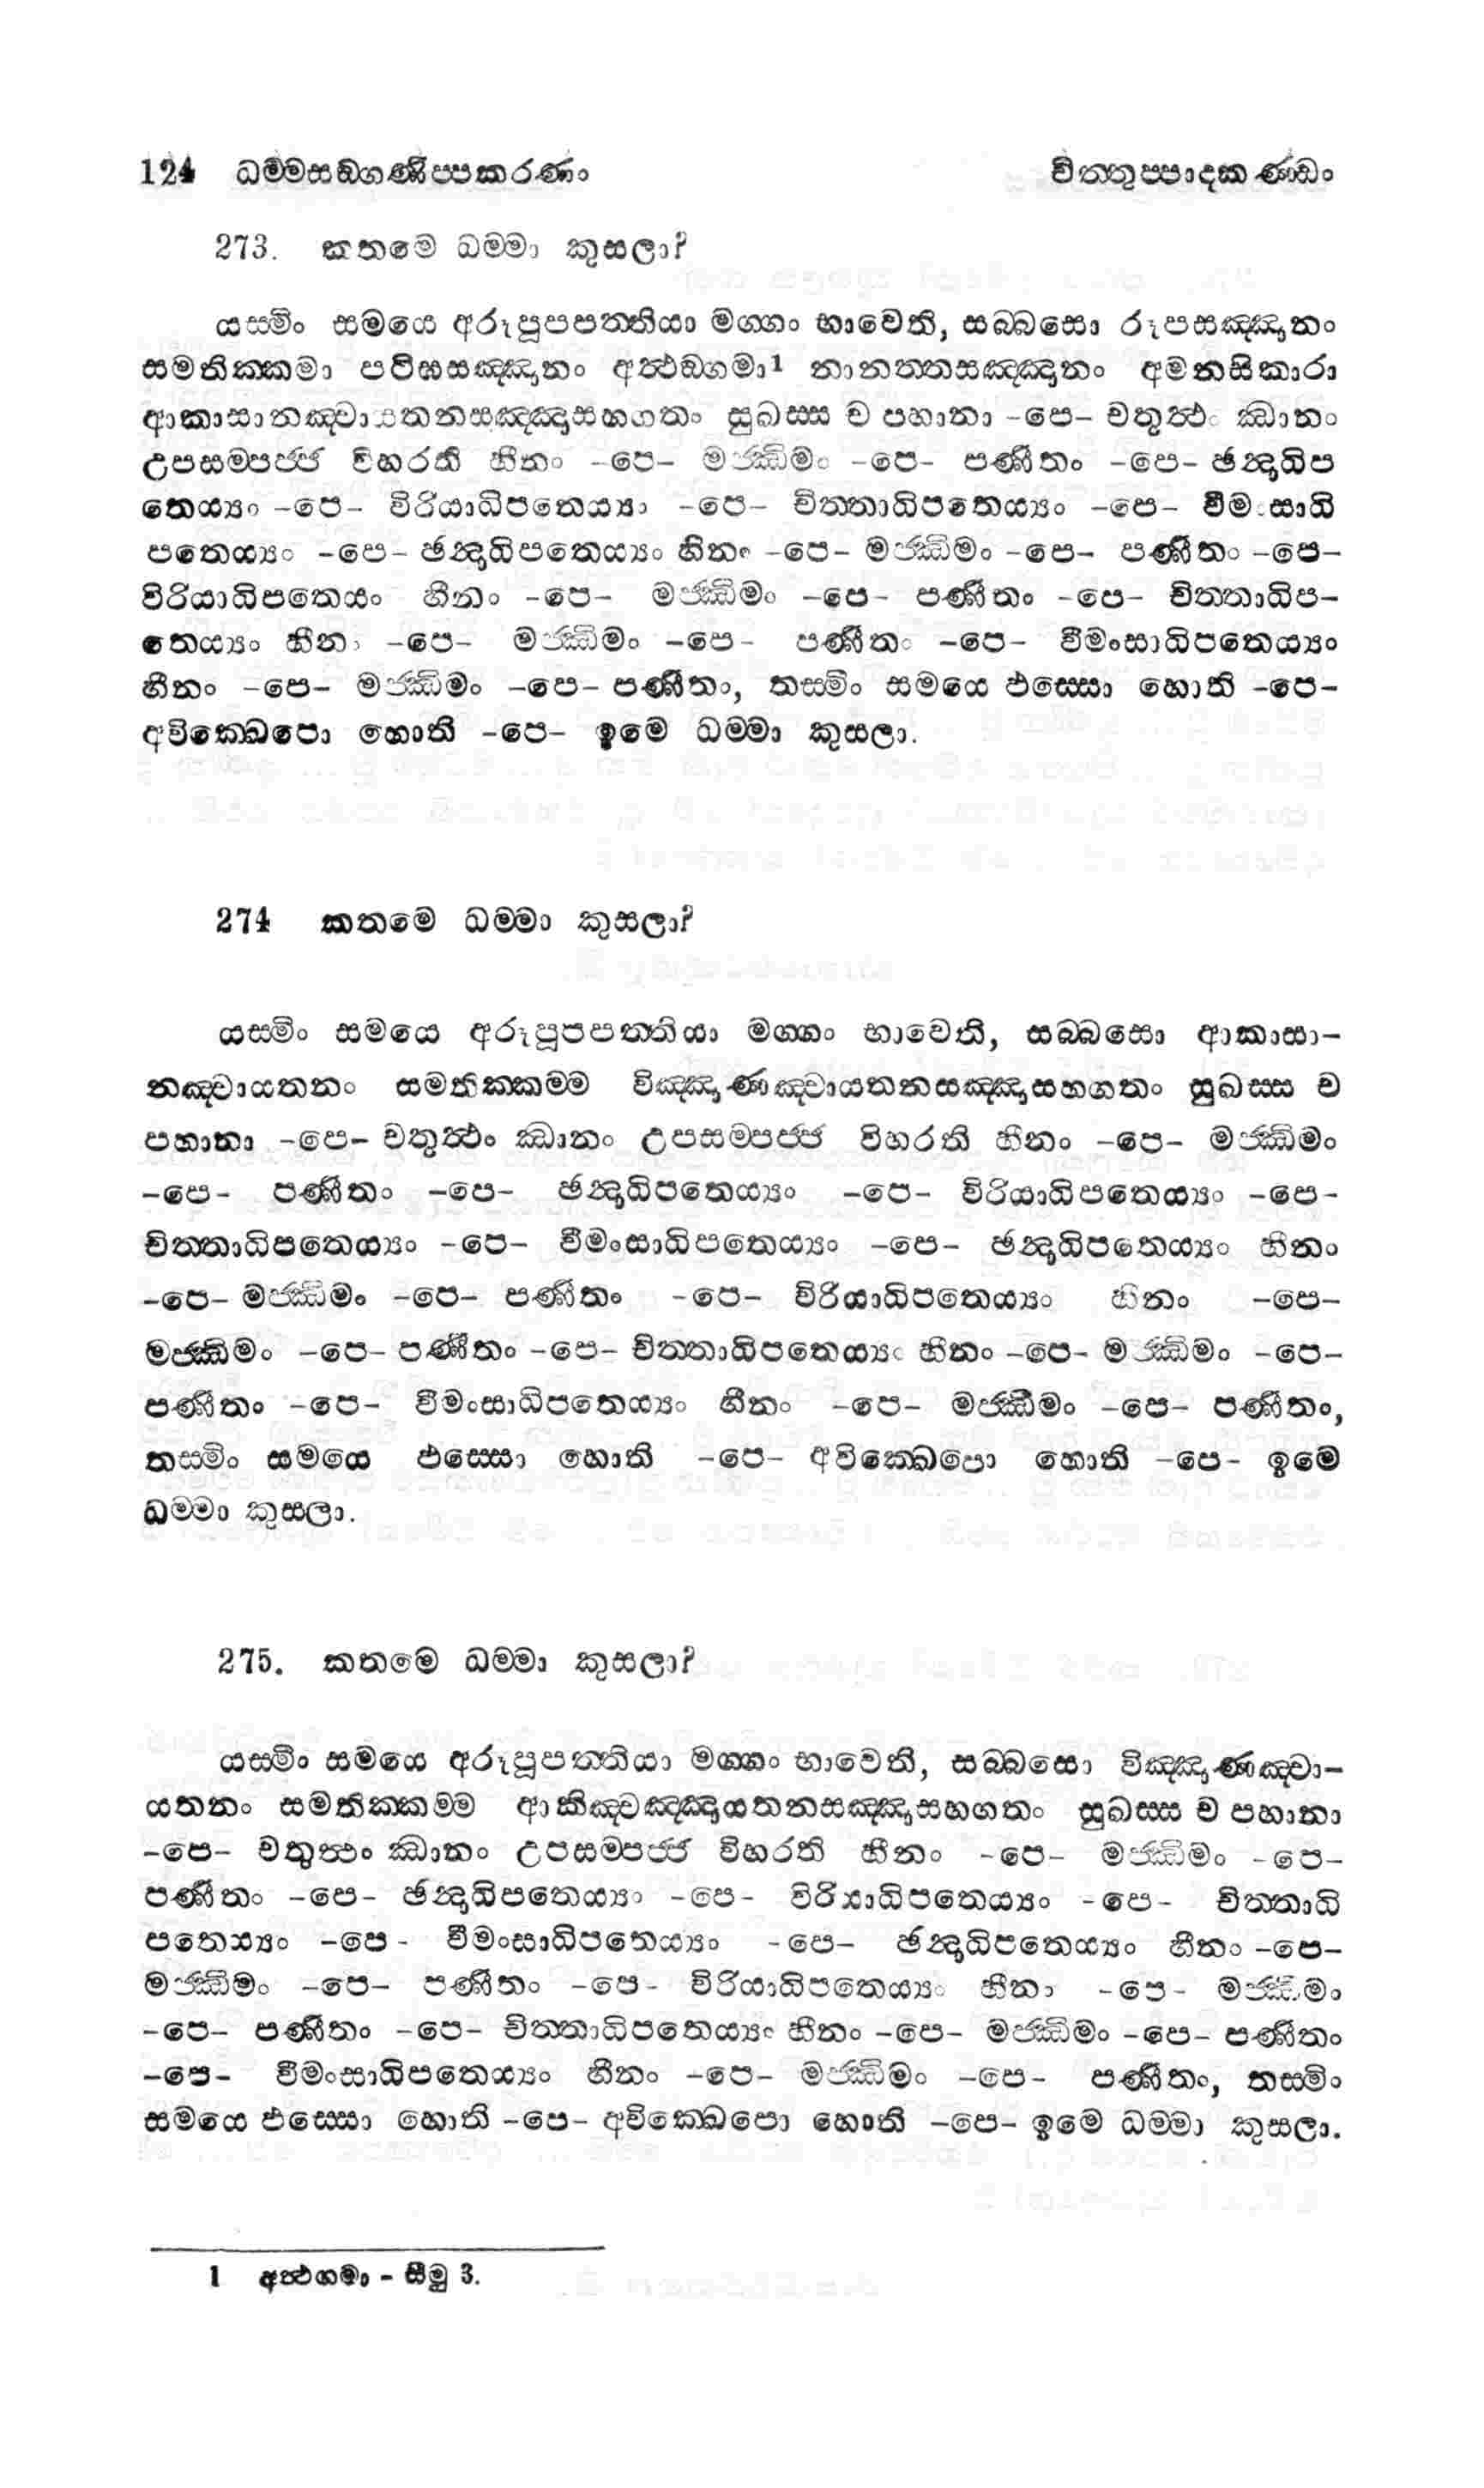 124 ධම්මසඞ්ගණිප්පකරණං චිත්තුප්පාදකණ්ඩං
273. කතමෙ ධම්මා කුසලා?
යස්මිං සමයෙ අරූපූපපත්තියා මග්ගං භාවෙති, සබ්බසො රූපසඤ්ඤානං
සමතික්කමා පටිඝසඤ්ඤානං අත්ථඞ්ගමා1 නානත්තසඤ්ඤානං අමනසිකාරා
ආකාසානඤ්චායතනසඤ්ඤාසහගතං සුඛස්ස ච පහානා -පෙ- චතුත්ථං ඣානං
උපසම්පජ්ජ විහරති හීනං -පෙ- මජ්ඣිමං -පෙ- පණීතං -පෙ- ඡන්දාධිප
තෙය්‍යං -පෙ- විරියාධිපතෙය්‍යං -පෙ- චිත්තාධිපතෙය්‍යං -පෙ- වීමංසාධි
පතෙය්‍යං -පෙ- ඡන්දාධිපතෙය්‍යං හීනං -පෙ- මජ්ඣිමං -පෙ- පණීතං -පෙ-
විරියාධිපතෙයං හීනං -පෙ- මජ්ඣිමං -පෙ- පණීතං -පෙ- චිත්තාධිප-
තෙය්‍යං හීනං -පෙ- මජ්ඣිමං -පෙ- පණීතං -පෙ- වීමංසාධිපතෙය්‍යං
හීනං -පෙ- මජ්ඣිමං -පෙ- පණීතං, තස්මිං සමයෙ ඵස්සො හොති -පෙ-
අවික්ඛෙපො හොති -පෙ- ඉමෙ ධම්මා කුසලා.
274 කතමෙ ධම්මා කුසලා?
යස්මිං සමයෙ අරූපූපපත්තියා මග්ගං භාවෙති, සබ්බසො ආකාසා-
නඤ්චායතනං සමතික්කම්ම විඤ්ඤාණඤ්චායතනසඤ්ඤාසහගතං සුඛස්ස ච
පහානා -පෙ- චතුත්ථං ඣානං උපසම්පජ්ජ විහරති හීනං -පෙ- මජ්ඣිමං
-පෙ- පණීතං -පෙ- ඡන්දාධිපතෙය්‍යං -පෙ- විරියාධිපතෙය්‍යං -පෙ-
චිත්තාධිපතෙය්‍යං -පෙ- වීමංසාධිපතෙය්‍යං -පෙ- ඡන්දාධිපතෙය්‍යං හීනං
-පෙ- මජ්ඣිමං -පෙ- පණීතං -පෙ- විරියාධිපතෙය්‍යං හීනං -පෙ-
මජ්ඣිමං -පෙ- පණීතං -පෙ- චිත්තාධිපතෙය්‍යං හීනං -පෙ- මජ්ඣිමං -පෙ-
පණීතං -පෙ- වීමංසාධිපතෙය්‍යං හීනං -පෙ- මජ්ඣීමං -පෙ- පණීතං,
තස්මිං සමයෙ ඵස්සො හොති -පෙ- අවික්ඛෙපො හොති -පෙ- ඉමෙ
ධම්මා කුසලා.
275. කතමෙ ධම්මා කුසලා?
යස්මිං සමයෙ අරූපූපත්තියා මග්ගං භාවෙති, සබ්බසො විඤ්ඤාණඤ්චා-
යතනං සමතික්කම්ම ආකිඤ්චඤ්ඤායතනසඤ්ඤාසහගතං සුඛස්ස ච පහානා
-පෙ- චතුත්ථං ඣානං උපසම්පජ්ජ විහරති හීනං -පෙ- මජ්ඣිමං -පෙ-
පණීතං -පෙ- ඡන්දාධිපතෙය්‍යං -පෙ- විරියාධිපතෙය්‍යං -පෙ- චිත්තාධි
පතෙය්‍යං -පෙ- වීමංසාධිපතෙය්‍යං -පෙ- ඡන්දාධිපතෙය්‍යං හීනං -පෙ-
මජ්ඣිමං -පෙ- පණීතං -පෙ- විරියාධිපතෙය්‍යං හීනං -පෙ- මජ්ඣිමං
-පෙ- පණීතං -පෙ- චිත්තාධිපතෙය්‍යං හීනං -පෙ- මජ්ඣිමං -පෙ- පණීතං
-පෙ- වීමංසාධිපතෙය්‍යං හීනං -පෙ- මජ්ඣිමං -පෙ- පණීතං, තස්මිං
සමයෙ ඵස්සො හොති -පෙ- අවික්ඛෙපො හොති -පෙ- ඉමෙ ධම්මා කුසලා.
1 අත්ථගමා - සීමු 3.